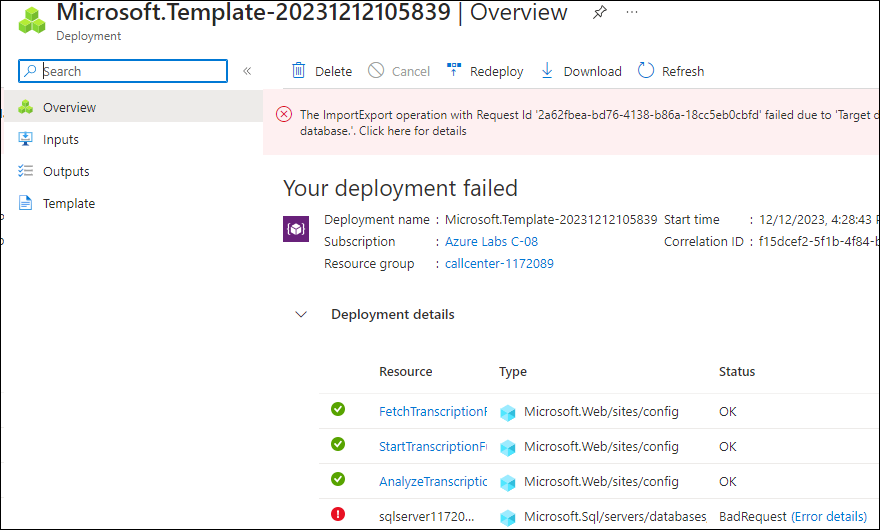 Microsoft.Template-20231212105839 | Overview ...
Deployment
Search «
Delete Cancel Redeploy Download Refresh
Overview
Inputs
Outputs
Template
The ImportExport operation with Request Id '2a62fbea-bd76-4138-b86a-18cc5eb0cbfd' failed due to 'Target d
database.'. Click here for details
Your deployment failed
Deployment name : Microsoft.Template-20231212105839 Start time : 12/12/2023, 4:28:43 P
Subscription : Azure Labs C-08 Correlation ID : f15dcef2-5f1b-4f84-b
Resource group : callcenter-1172089
Deployment details
Resource Type Status
FetchTranscriptionF Microsoft.Web/sites/config OK
StartTranscriptionFu Microsoft.Web/sites/config OK
AnalyzeTranscriptic Microsoft.Web/sites/config OK
sqlserver11720... Microsoft.Sql/servers/databases BadRequest (Error details)